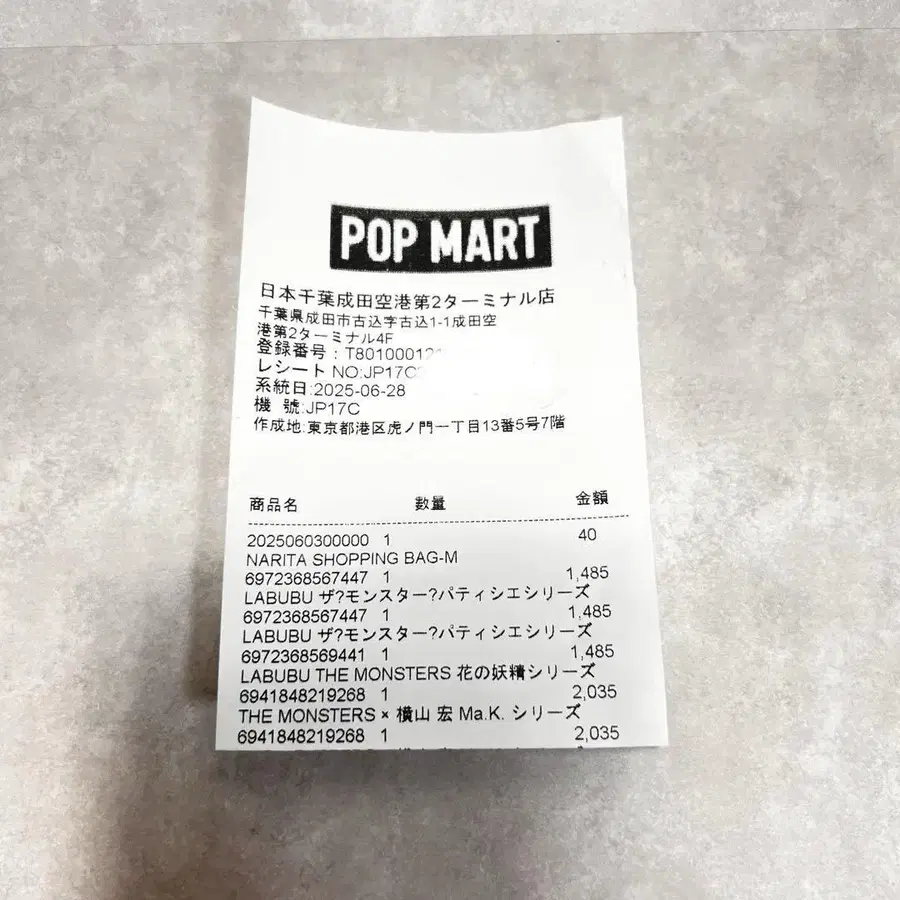 POP MART
日本千葉成田空港第2ターミナル店
千葉県成田市古込字古込1-1成田空
港第2ターミナル4F
登録番号：T801000121
レシート NO:JP17C
系統日:2025-06-28
機 號:JP17C
作成地:東京都港区虎ノ門一丁目13番5号7階
商品名 数量 金額
2025060300000 1 40
NARITA SHOPPING BAG-M
6972368567447 1 1,485
LABUBU ザ?モンスター?パティシエシリーズ
6972368567447 1 1,485
LABUBU ザ?モンスター?パティシエシリーズ
6972368569441 1 1,485
LABUBU THE MONSTERS 花の妖精シリーズ
6941848219268 1 2,035
THE MONSTERS × 横山 宏 Ma.K. シリーズ
6941848219268 1 2,035